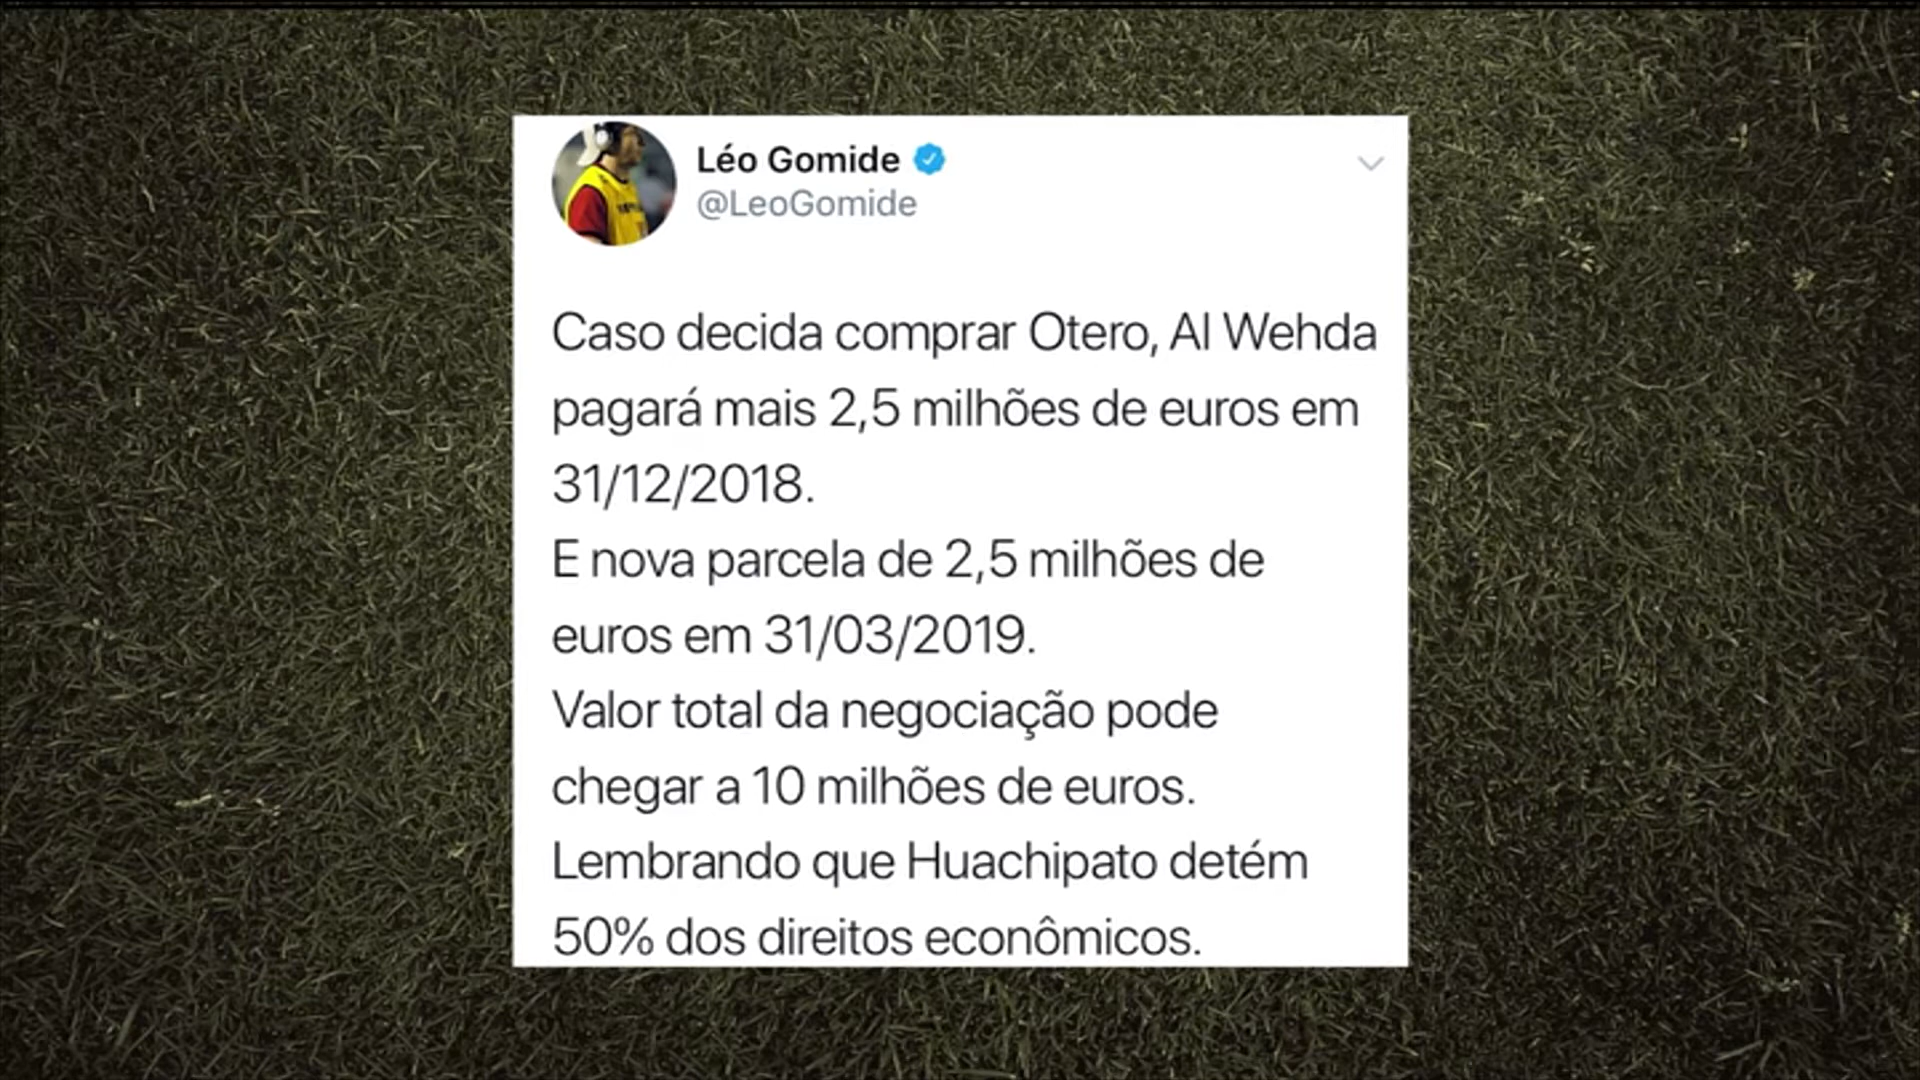 Léo Gomide
@LeoGomide
Caso decida comprar Otero, Al Wehda
pagará mais 2,5 milhões de euros em
31/12/2018.
E nova parcela de 2,5 milhões de
euros em 31/03/2019.
Valor total da negociação pode
chegar a 10 milhões de euros.
Lembrando que Huachipato detém
50% dos direitos econômicos.